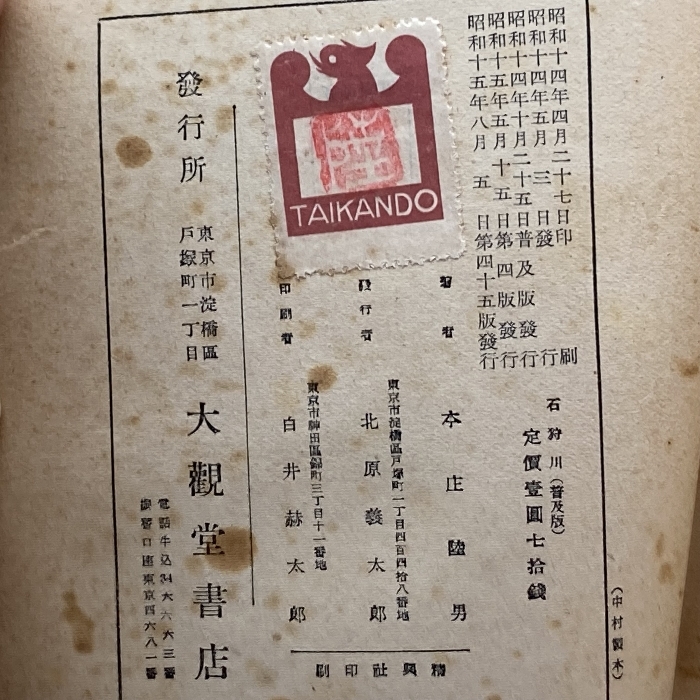 昭和十四年四月二十七日印刷
昭和十四年五月三日發行
昭和十四年十月二十五日普及版發行
昭和十五年五月十五日第四版發行
昭和十五年八月五日第四十五版發行
石狩川（普及版）
定價壹圓七拾錢
（中村製本）
TAIKANDO
著者
本庄陸男
東京市淀橋區戸塚町一丁目四百四拾八番地
發行者
北原義太郎
東京市神田區錦町三丁目十一番地
印刷者
白井赫太郎
精興社印刷
發行所
東京市淀橋區
戸塚町一丁目
大觀堂書店
電話牛込34六六六三番
振替口座東京四六八一番